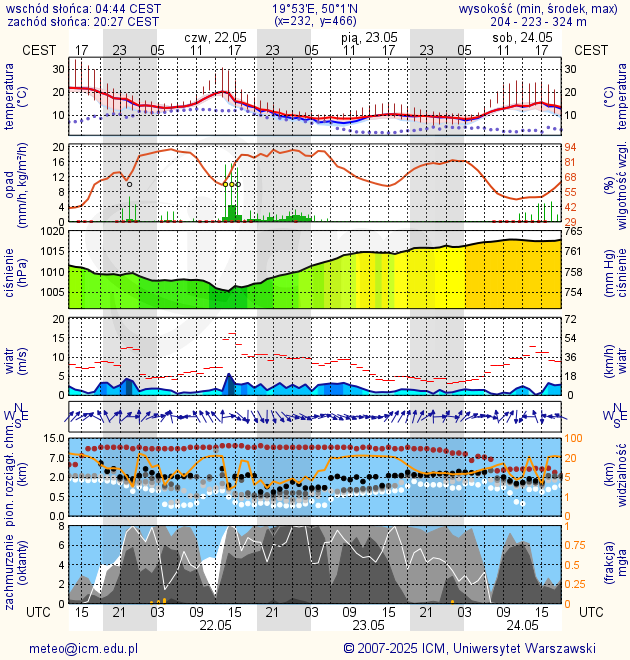 wschód słońca: 04:44 CEST 19°53'E, 50°1'N wysokość (min, środek, max)
zachód słońca: 20:27 CEST (x=232, y=466) 204 - 223 - 324 m
czw, 22.05 pią, 23.05 sob, 24.05
CEST 17 23 05 11 17 23 05 11 17 23 05 11 17 CEST
temperatura (°C) 30 20 10 30 20 10 temperatura (°C)
opad (mm/h, kg/m²/h) 20 16 12 8 4 0 94 81 68 55 42 29 (%) wilgotność wzgl.
ciśnienie (hPa) 1020 1015 1010 1005 765 761 758 754 (mm Hg) ciśnienie
wiatr (m/s) 20 15 10 5 0 72 54 36 18 0 (km/h) wiatr
N W E S N W E S
pion. rozciągł. chm. (km) 15.0 7.0 2.0 0.5 0.0 100 20 5 1 0 (km) widzialność
zachmurzenie (oktanty) 8 6 4 2 0 1 0.75 0.5 0.25 0 (frakcja) mgła
UTC 15 21 03 09 15 21 03 09 15 21 03 09 15 UTC
22.05 23.05 24.05
meteo@icm.edu.pl © 2007-2025 ICM, Uniwersytet Warszawski